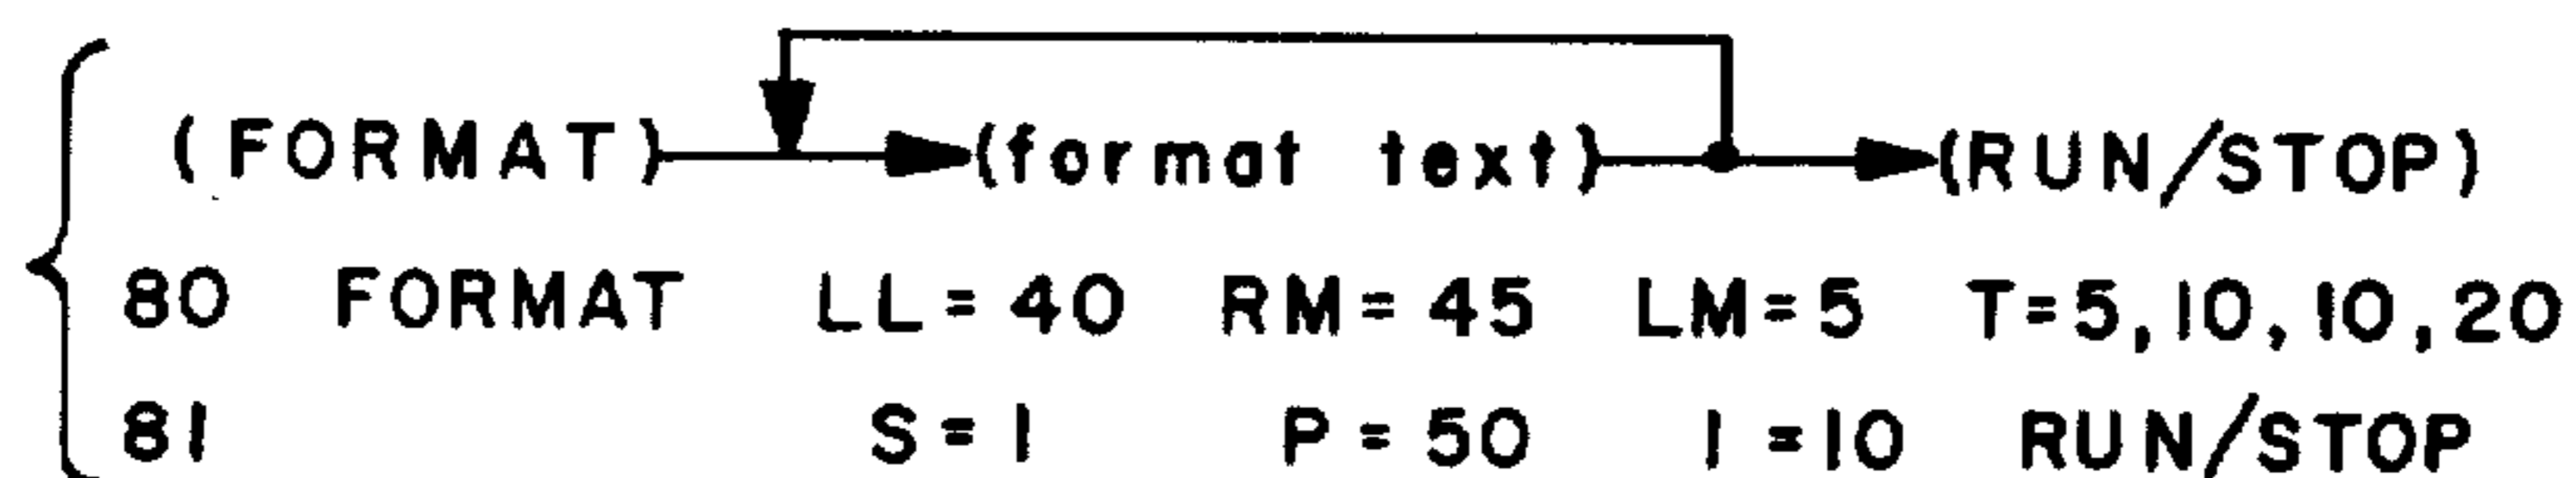 (FORMAT) (format text) (RUN/STOP)
80 FORMAT LL=40 RM=45 LM=5 T=5,10,10,20
81 S=1 P=50 I=10 RUN/STOP